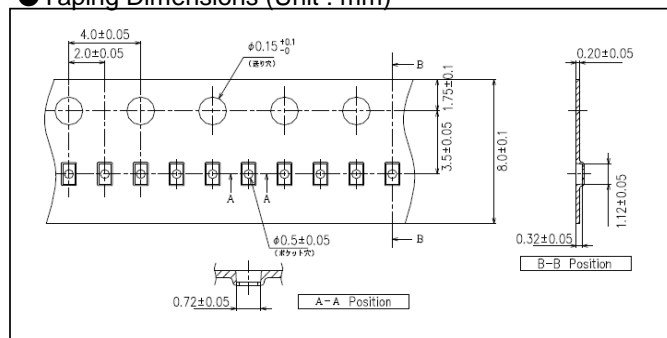 ●Taping Dimensions (Unit : mm)
4.0±0.05
2.0±0.05
φ0.15 +0.1 -0
(送り穴)
B
1.75±0.1
3.5±0.05
8.0±0.1
0.20±0.05
A A
φ0.5±0.05
(ポケット穴)
B
0.32±0.05
1.12±0.05
B-B Position
0.72±0.05
A-A Position